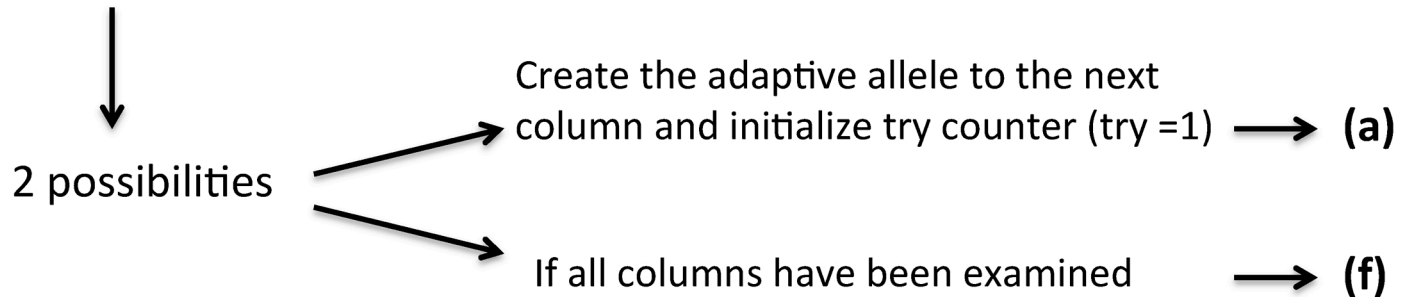 Create the adaptive allele to the next
column and initialize try counter (try =1)
(a)
2 possibilities
If all columns have been examined
(f)